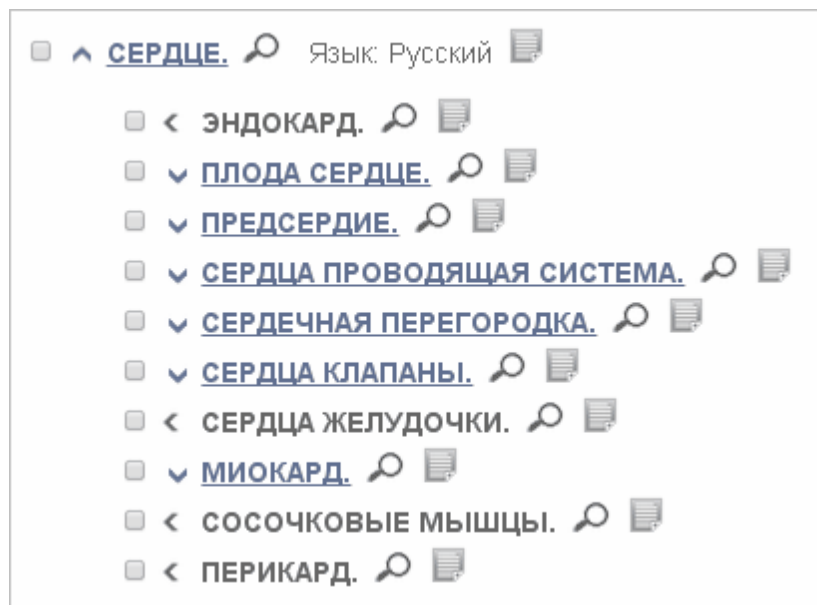 СЕРДЦЕ. Язык: Русский
ЭНДОКАРД.
ПЛОДА СЕРДЦЕ.
ПРЕДСЕРДИЕ.
СЕРДЦА ПРОВОДЯЩАЯ СИСТЕМА.
СЕРДЕЧНАЯ ПЕРЕГОРОДКА.
СЕРДЦА КЛАПАНЫ.
СЕРДЦА ЖЕЛУДОЧКИ.
МИОКАРД.
СОСОЧКОВЫЕ МЫШЦЫ.
ПЕРИКАРД.